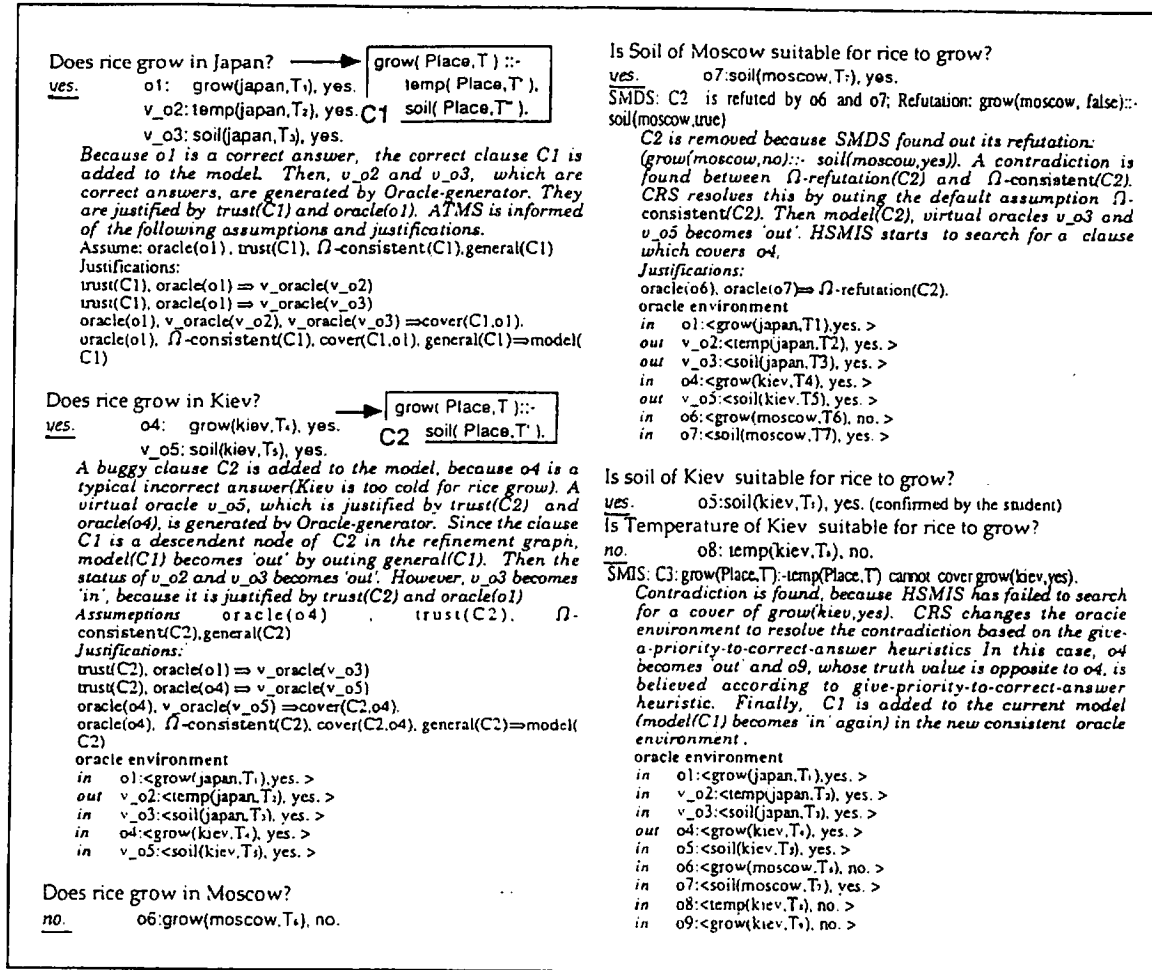 Does rice grow in Japan?
grow( Place,T ) ::-
temp( Place,T' ),
soil( Place,T'' ).
C1
yes. o1: grow(japan,T₁), yes.
v_o2: temp(japan,T₂), yes.
v_o3: soil(japan,T₃), yes.
Because o1 is a correct answer, the correct clause C1 is
added to the model. Then, v_o2 and v_o3, which are
correct answers, are generated by Oracle-generator. They
are justified by trust(C1) and oracle(o1). ATMS is informed
of the following assumptions and justifications.
Assume: oracle(o1), trust(C1), Ω-consistent(C1),general(C1)
Justifications:
trust(C1), oracle(o1) ⇒ v_oracle(v_o2)
trust(C1), oracle(o1) ⇒ v_oracle(v_o3)
oracle(o1), v_oracle(v_o2), v_oracle(v_o3) ⇒cover(C1,o1).
oracle(o1), Ω-consistent(C1), cover(C1,o1), general(C1)⇒model(
C1)
Does rice grow in Kiev?
grow( Place,T )::-
soil( Place,T' ).
C2
yes. o4: grow(kiev,T₄), yes.
v_o5: soil(kiev,T₅), yes.
A buggy clause C2 is added to the model, because o4 is a
typical incorrect answer(Kiev is too cold for rice grow). A
virtual oracle v_o5, which is justified by trust(C2) and
oracle(o4), is generated by Oracle-generator. Since the clause
C1 is a descendent node of C2 in the refinement graph,
model(C1) becomes 'out' by outing general(C1). Then the
status of v_o2 and v_o3 becomes 'out'. However, v_o3 becomes
'in', because it is justified by trust(C2) and oracle(o1)
Assumeptions oracle(o4) , trust(C2), Ω-
consistent(C2),general(C2)
Justifications:
trust(C2), oracle(o1) ⇒ v_oracle(v_o3)
trust(C2), oracle(o4) ⇒ v_oracle(v_o5)
oracle(o4), v_oracle(v_o5) ⇒cover(C2,o4).
oracle(o4), Ω-consistent(C2), cover(C2,o4), general(C2)⇒model(
C2)
oracle environment
in o1:<grow(japan,T₁),yes. >
out v_o2:<temp(japan,T₂), yes. >
in v_o3:<soil(japan,T₃), yes. >
in o4:<grow(kiev,T₄), yes. >
in v_o5:<soil(kiev,T₅), yes. >
Does rice grow in Moscow?
no. o6:grow(moscow,T₆), no.
Is Soil of Moscow suitable for rice to grow?
yes. o7:soil(moscow,T₇), yes.
SMDS: C2 is refuted by o6 and o7; Refutation: grow(moscow, false)::-
soil(moscow,true)
C2 is removed because SMDS found out its refutation:
(grow(moscow,no)::- soil(moscow,yes)). A contradiction is
found between Ω-refutation(C2) and Ω-consistent(C2).
CRS resolves this by outing the default assumption Ω-
consistent(C2). Then model(C2), virtual oracles v_o3 and
v_o5 becomes 'out'. HSMIS starts to search for a clause
which covers o4,
Justifications:
oracle(o6), oracle(o7)⇒ Ω-refutation(C2).
oracle environment
in o1:<grow(japan,T1),yes. >
out v_o2:<temp(japan,T2), yes. >
out v_o3:<soil(japan,T3), yes. >
in o4:<grow(kiev,T4), yes. >
out v_o5:<soil(kiev,T5), yes. >
in o6:<grow(moscow,T6), no. >
in o7:<soil(moscow,T7), yes. >
Is soil of Kiev suitable for rice to grow?
yes. o5:soil(kiev,T₅), yes. (confirmed by the student)
Is Temperature of Kiev suitable for rice to grow?
no. o8: temp(kiev,T₈), no.
SMIS: C3: grow(Place,T):-temp(Place,T') cannot cover grow(kiev,yes).
Contradiction is found, because HSMIS has failed to search
for a cover of grow(kiev,yes). CRS changes the oracle
environment to resolve the contradiction based on the give-
a-priority-to-correct-answer heuristics In this case, o4
becomes 'out' and o9, whose truth value is opposite to o4, is
believed according to give-priority-to-correct-answer
heuristic. Finally, C1 is added to the current model
(model(C1) becomes 'in' again) in the new consistent oracle
environment.
oracle environment
in o1:<grow(japan,T₁),yes. >
in v_o2:<temp(japan,T₂), yes. >
in v_o3:<soil(japan,T₃), yes. >
out o4:<grow(kiev,T₄), yes. >
in o5:<soil(kiev,T₅), yes. >
in o6:<grow(moscow,T₆), no. >
in o7:<soil(moscow,T₇), yes. >
in o8:<temp(kiev,T₈), no. >
in o9:<grow(kiev,T₉), no. >